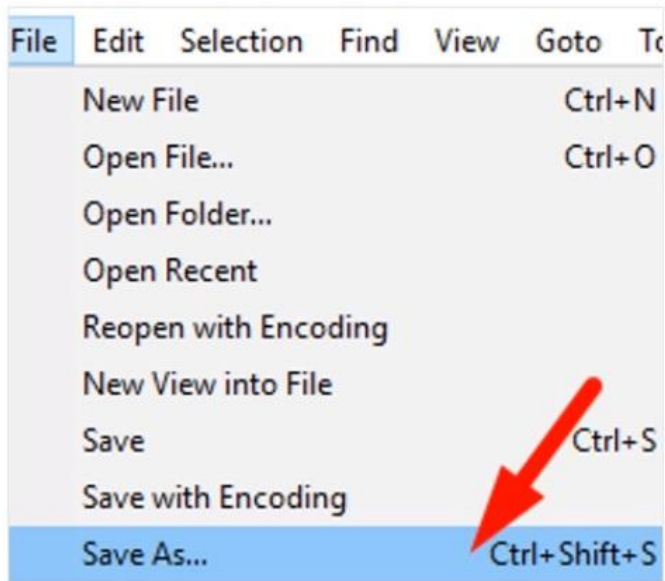 File Edit Selection Find View Goto
New File Ctrl+N
Open File... Ctrl+O
Open Folder...
Open Recent
Reopen with Encoding
New View into File
Save Ctrl+S
Save with Encoding
Save As... Ctrl+Shift+S